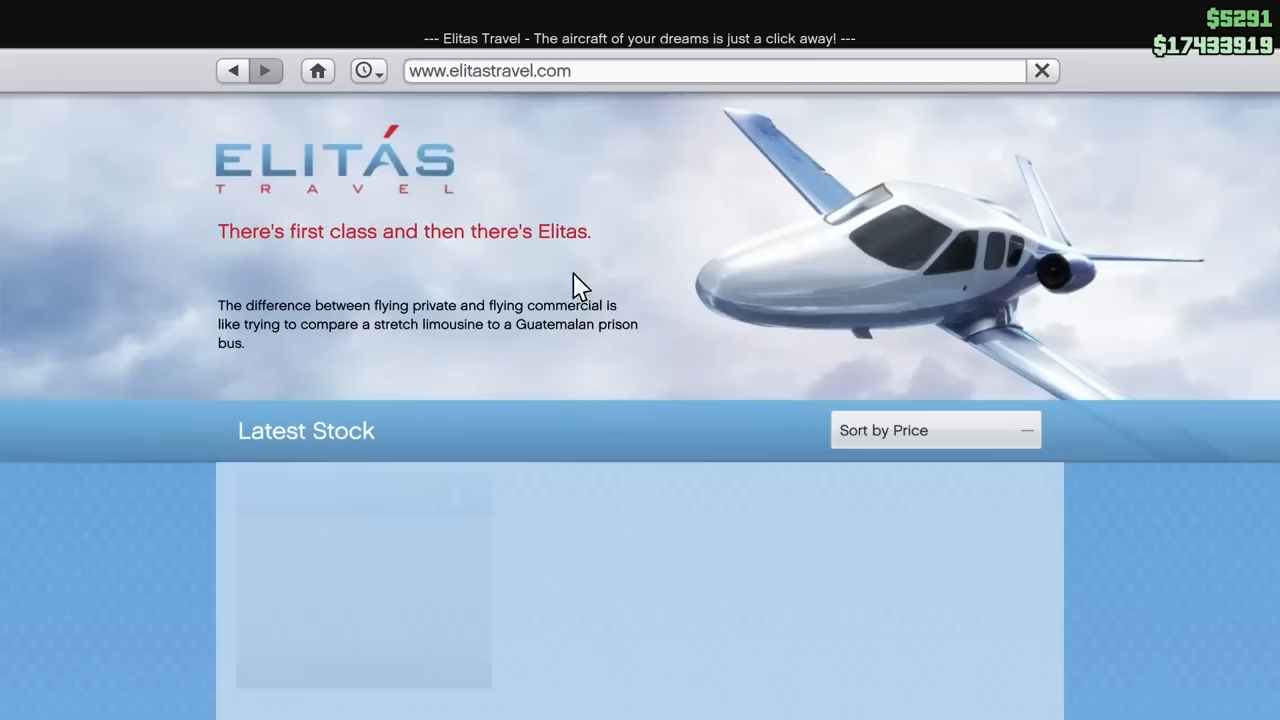 $5291
--- Elitas Travel - The aircraft of your dreams is just a click away! ---
$17433919
www.elitastravel.com
ELITÁS
TRAVEL
There's first class and then there's Elitas.
The difference between flying private and flying commercial is
like trying to compare a stretch limousine to a Guatemalan prison
bus.
Latest Stock
Sort by Price